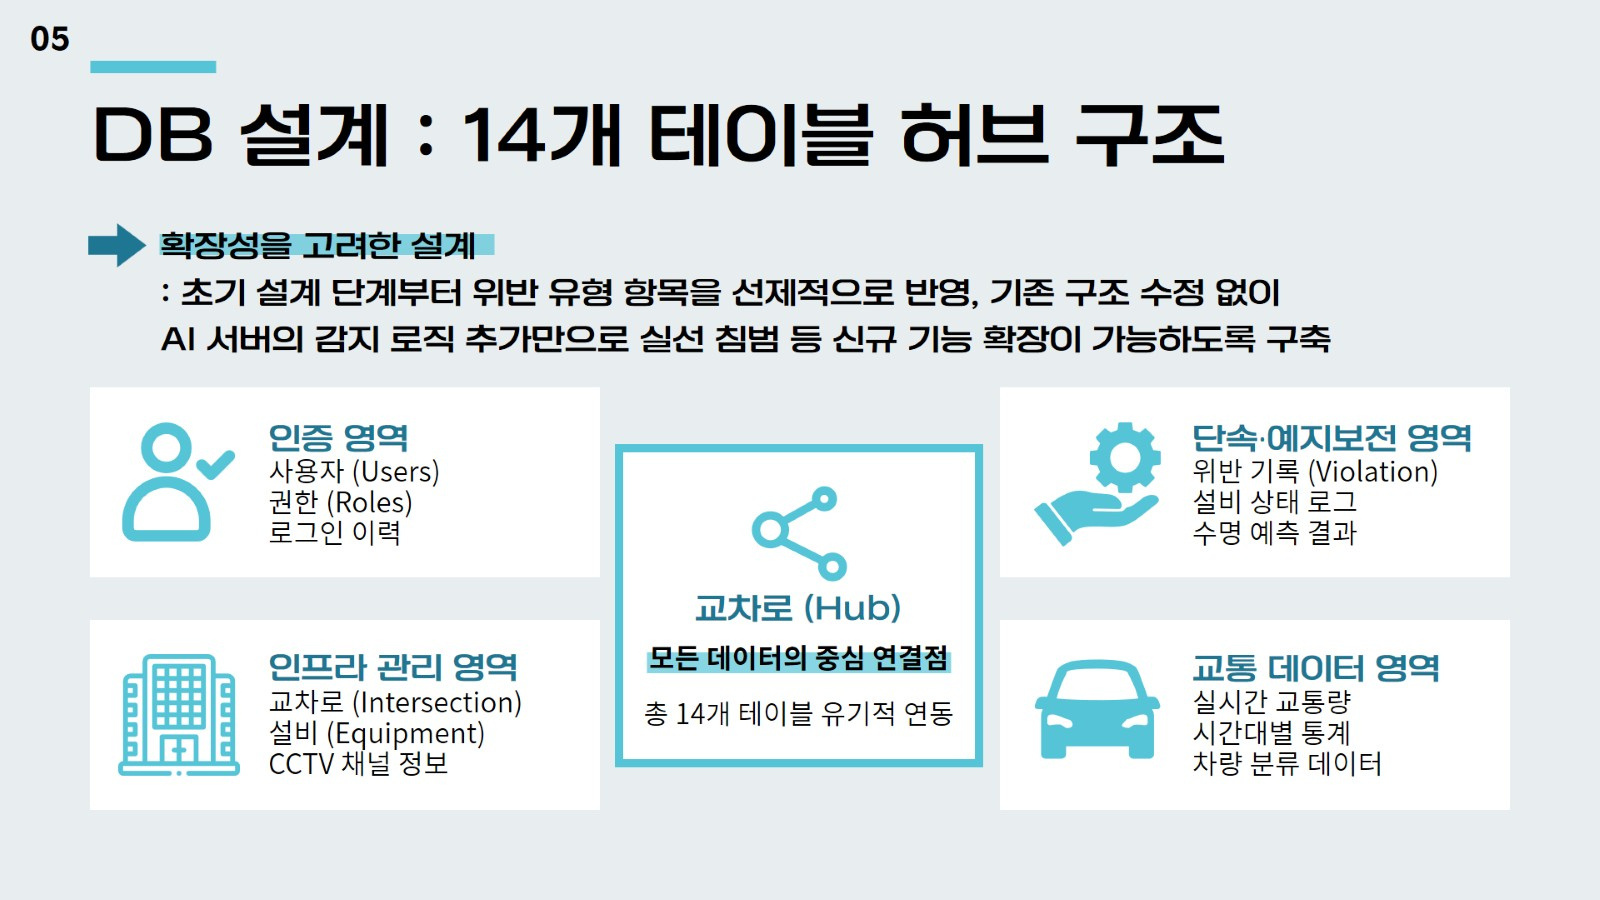 05
DB 설계 : 14개 테이블 허브 구조
확장성을 고려한 설계
: 초기 설계 단계부터 위반 유형 항목을 선제적으로 반영, 기존 구조 수정 없이
AI 서버의 감지 로직 추가만으로 실선 침범 등 신규 기능 확장이 가능하도록 구축
인증 영역
사용자 (Users)
권한 (Roles)
로그인 이력
인프라 관리 영역
교차로 (Intersection)
설비 (Equipment)
CCTV 채널 정보
교차로 (Hub)
모든 데이터의 중심 연결점
총 14개 테이블 유기적 연동
단속·예지보전 영역
위반 기록 (Violation)
설비 상태 로그
수명 예측 결과
교통 데이터 영역
실시간 교통량
시간대별 통계
차량 분류 데이터